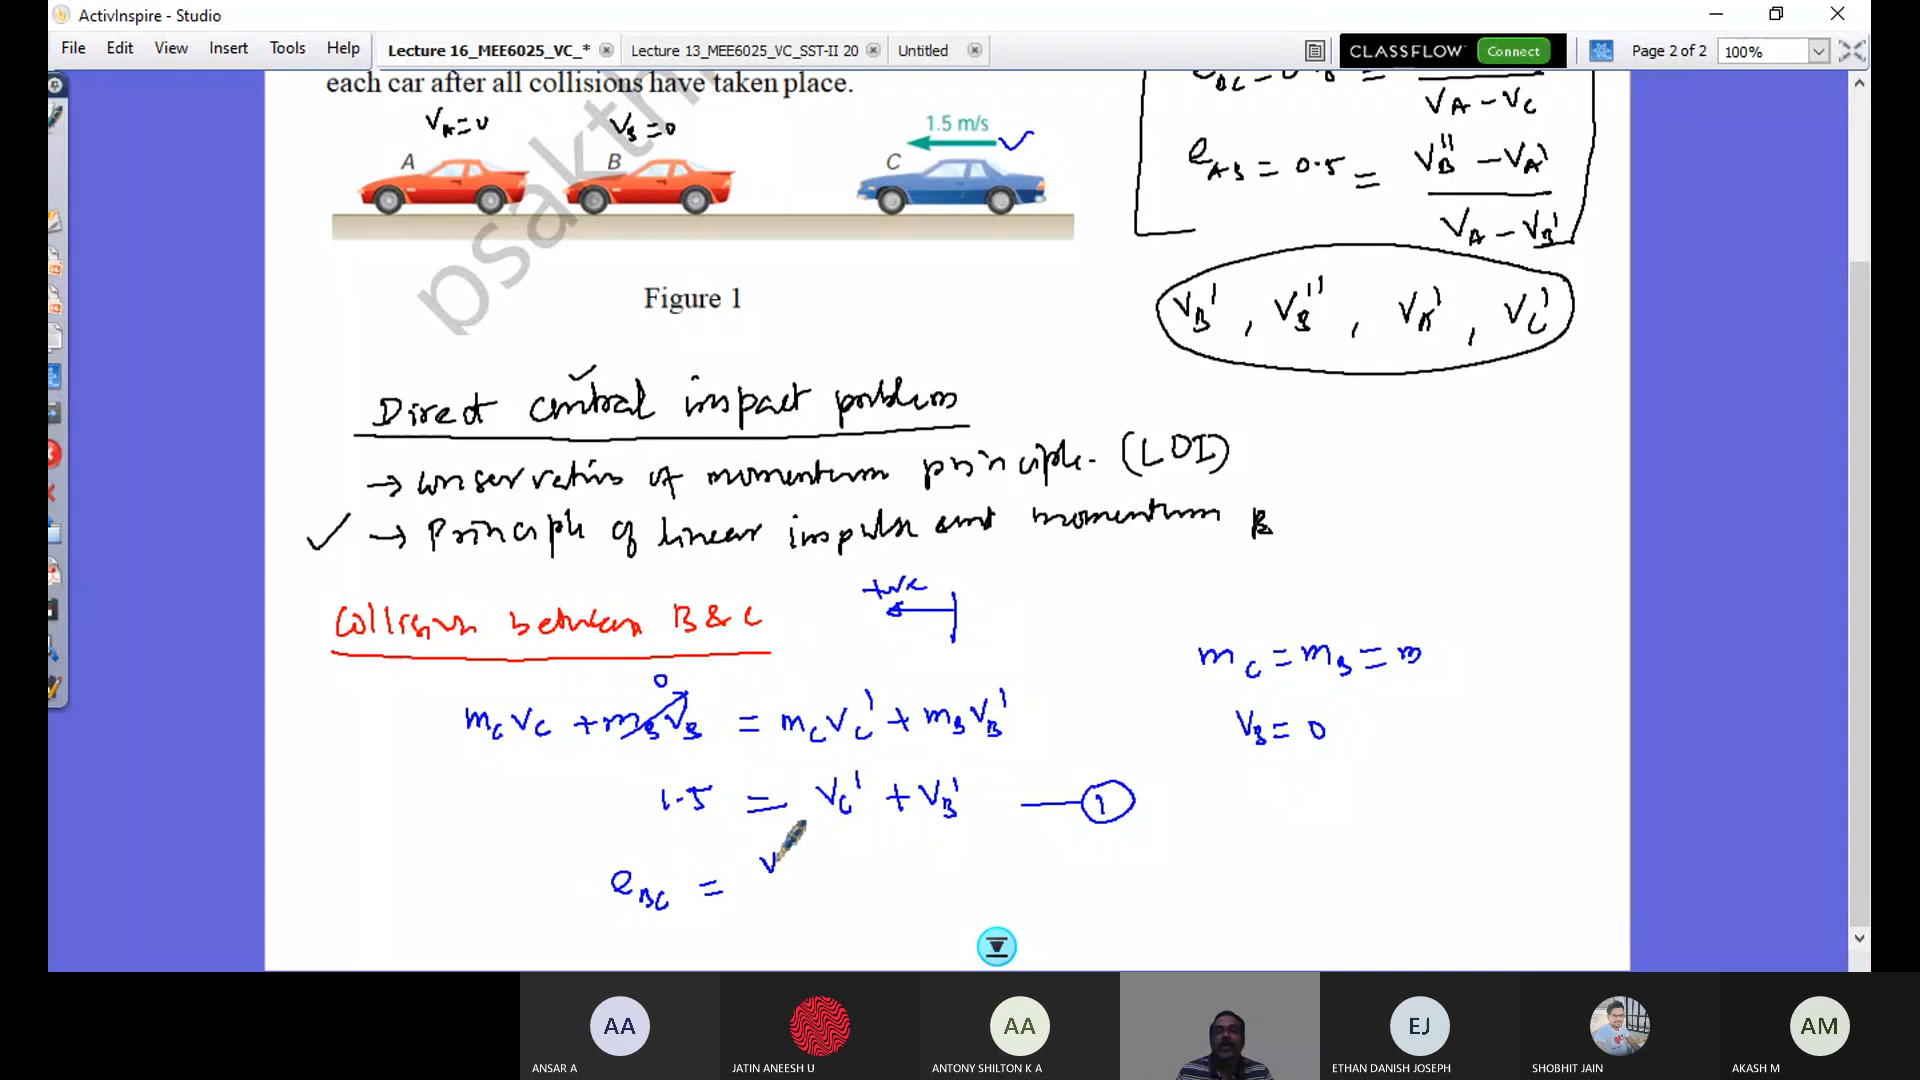 ActivInspire - Studio
File Edit View Insert Tools Help
Lecture 16_MEE6025_VC_* Lecture 13_MEE6025_VC_SST-II 20 Untitled
CLASSFLOW Connect Page 2 of 2 100%
each car after all collisions have taken place.
V_A=0 V_B=0 1.5 m/s
A B C
psakth
Figure 1
V_A - V_C
e_AB = 0.5 = V_B'' - V_A'
V_A - V_B'
V_B', V_B'', V_A', V_C'
Direct central impact problem
→ conservation of momentum principle. (LOI)
✓ → Principle of linear impulse and momentum
+ve
Collision between B & C
m_C = m_B = m
0
m_C V_C + m_B V_B = m_C V_C' + m_B V_B'
V_B = 0
1.5 = V_C' + V_B' — 1
e_BC = V
AA AA EJ AM
ANSAR A JATIN ANEESH U ANTONY SHILTON K A ETHAN DANISH JOSEPH SHOBHIT JAIN AKASH M